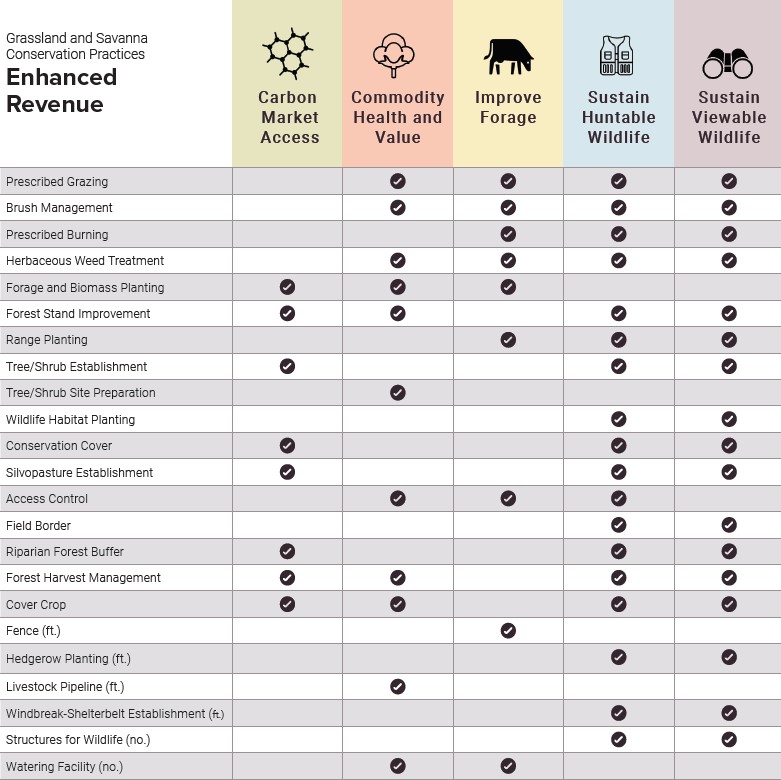 Grassland and Savanna
Conservation Practices
Enhanced
Revenue
Carbon
Market
Access
Commodity
Health and
Value
Improve
Forage
Sustain
Huntable
Wildlife
Sustain
Viewable
Wildlife
Prescribed Grazing
Brush Management
Prescribed Burning
Herbaceous Weed Treatment
Forage and Biomass Planting
Forest Stand Improvement
Range Planting
Tree/Shrub Establishment
Tree/Shrub Site Preparation
Wildlife Habitat Planting
Conservation Cover
Silvopasture Establishment
Access Control
Field Border
Riparian Forest Buffer
Forest Harvest Management
Cover Crop
Fence (ft.)
Hedgerow Planting (ft.)
Livestock Pipeline (ft.)
Windbreak-Shelterbelt Establishment (ft.)
Structures for Wildlife (no.)
Watering Facility (no.)